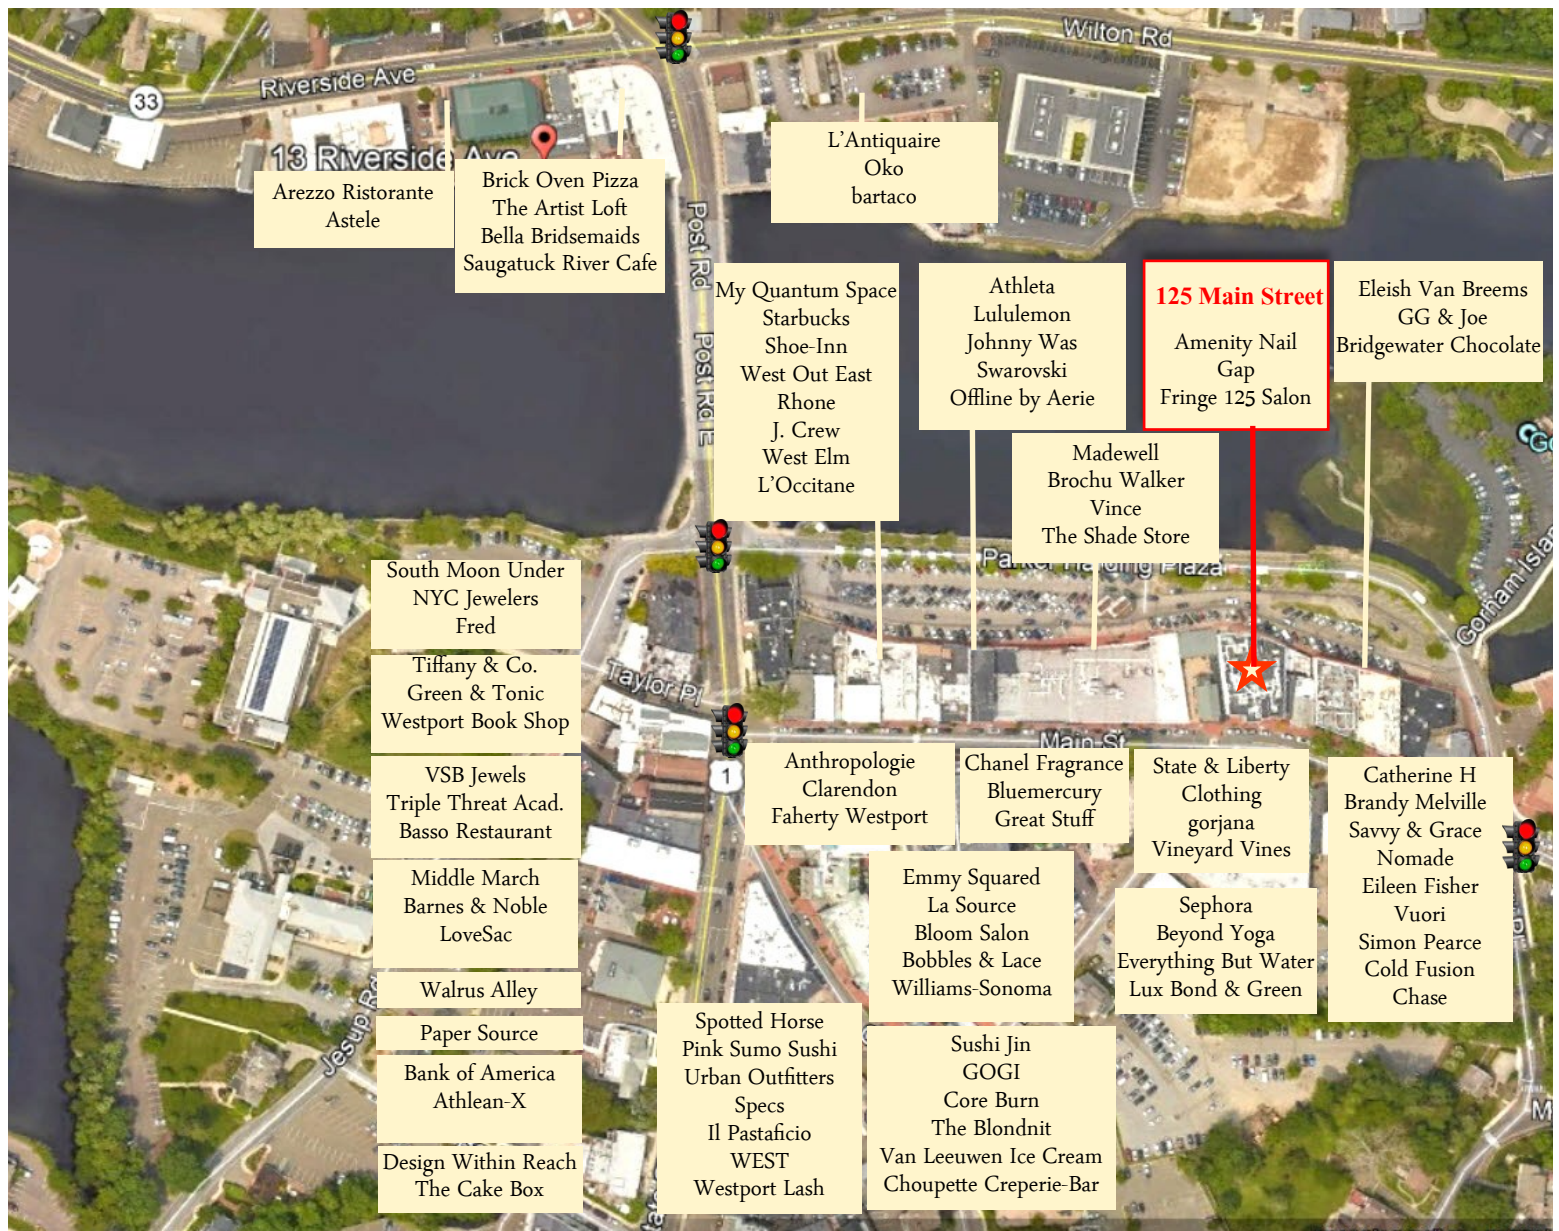 Wilton Rd
Riverside Ave
33
13 Riverside Ave
Arezzo Ristorante
Astele
Brick Oven Pizza
The Artist Loft
Bella Bridsemaids
Saugatuck River Cafe
L'Antiquaire
Oko
bartaco
Post Rd
Post Rd E
My Quantum Space
Starbucks
Shoe-Inn
West Out East
Rhone
J. Crew
West Elm
L'Occitane
Athleta
Lululemon
Johnny Was
Swarovski
Offline by Aerie
125 Main Street
Amenity Nail
Gap
Fringe 125 Salon
Eleish Van Breems
GG & Joe
Bridgewater Chocolate
Go
Madewell
Brochu Walker
Vince
The Shade Store
Parker Harding Plaza
Gorham Islan
South Moon Under
NYC Jewelers
Fred
Tiffany & Co.
Green & Tonic
Westport Book Shop
VSB Jewels
Triple Threat Acad.
Basso Restaurant
Middle March
Barnes & Noble
LoveSac
Walrus Alley
Paper Source
Bank of America
Athlean-X
Design Within Reach
The Cake Box
Jesup Rd
Taylor Pl
1
Main St
Anthropologie
Clarendon
Faherty Westport
Chanel Fragrance
Bluemercury
Great Stuff
State & Liberty
Clothing
gorjana
Vineyard Vines
Catherine H
Brandy Melville
Savvy & Grace
Nomade
Eileen Fisher
Vuori
Simon Pearce
Cold Fusion
Chase
Emmy Squared
La Source
Bloom Salon
Bobbles & Lace
Williams-Sonoma
Sephora
Beyond Yoga
Everything But Water
Lux Bond & Green
Spotted Horse
Pink Sumo Sushi
Urban Outfitters
Specs
Il Pastaficio
WEST
Westport Lash
Sushi Jin
GOGI
Core Burn
The Blondnit
Van Leeuwen Ice Cream
Choupette Creperie-Bar
M